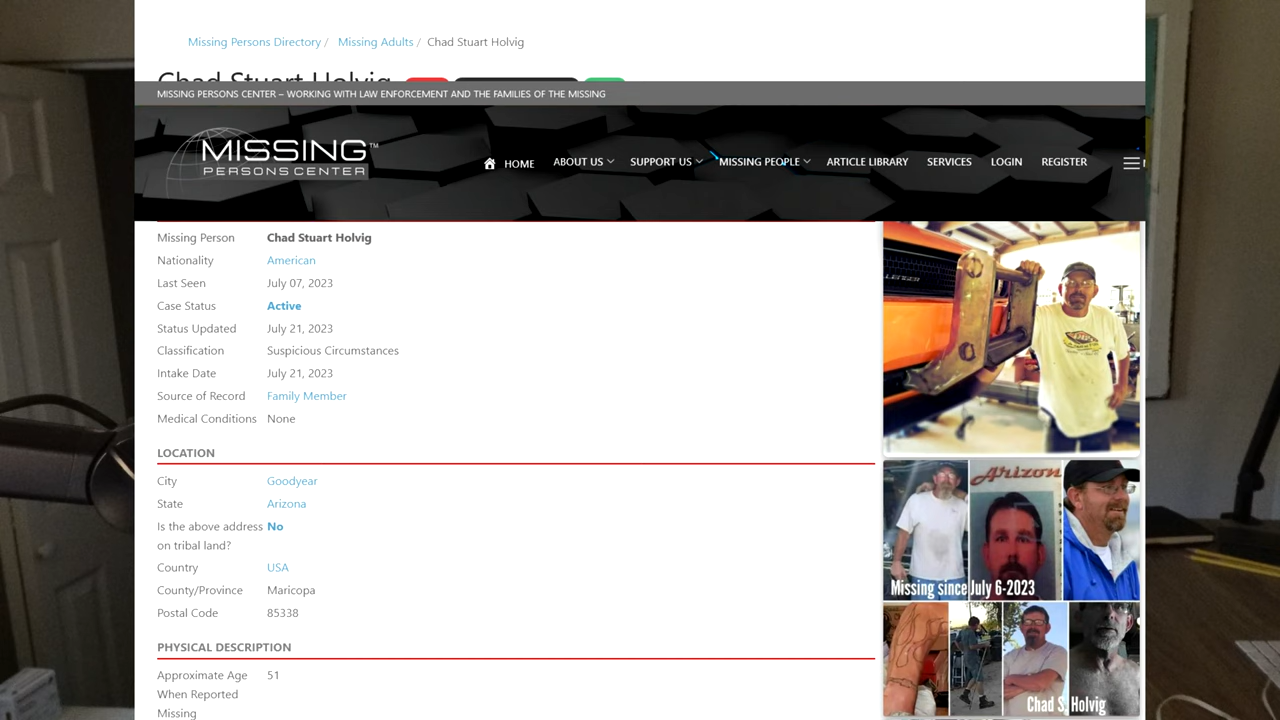 Missing Persons Directory / Missing Adults / Chad Stuart Holvig
Chad Stuart Holvig
MISSING PERSONS CENTER – WORKING WITH LAW ENFORCEMENT AND THE FAMILIES OF THE MISSING
MISSING™
PERSONS CENTER
HOME ABOUT US SUPPORT US MISSING PEOPLE ARTICLE LIBRARY SERVICES LOGIN REGISTER
Missing Person Chad Stuart Holvig
Nationality American
Last Seen July 07, 2023
Case Status Active
Status Updated July 21, 2023
Classification Suspicious Circumstances
Intake Date July 21, 2023
Source of Record Family Member
Medical Conditions None
LOCATION
City Goodyear
State Arizona
Is the above address No
on tribal land?
Country USA
County/Province Maricopa
Postal Code 85338
PHYSICAL DESCRIPTION
Approximate Age 51
When Reported
Missing
Arizon
Missing since July 6-2023
Chad S. Holvig